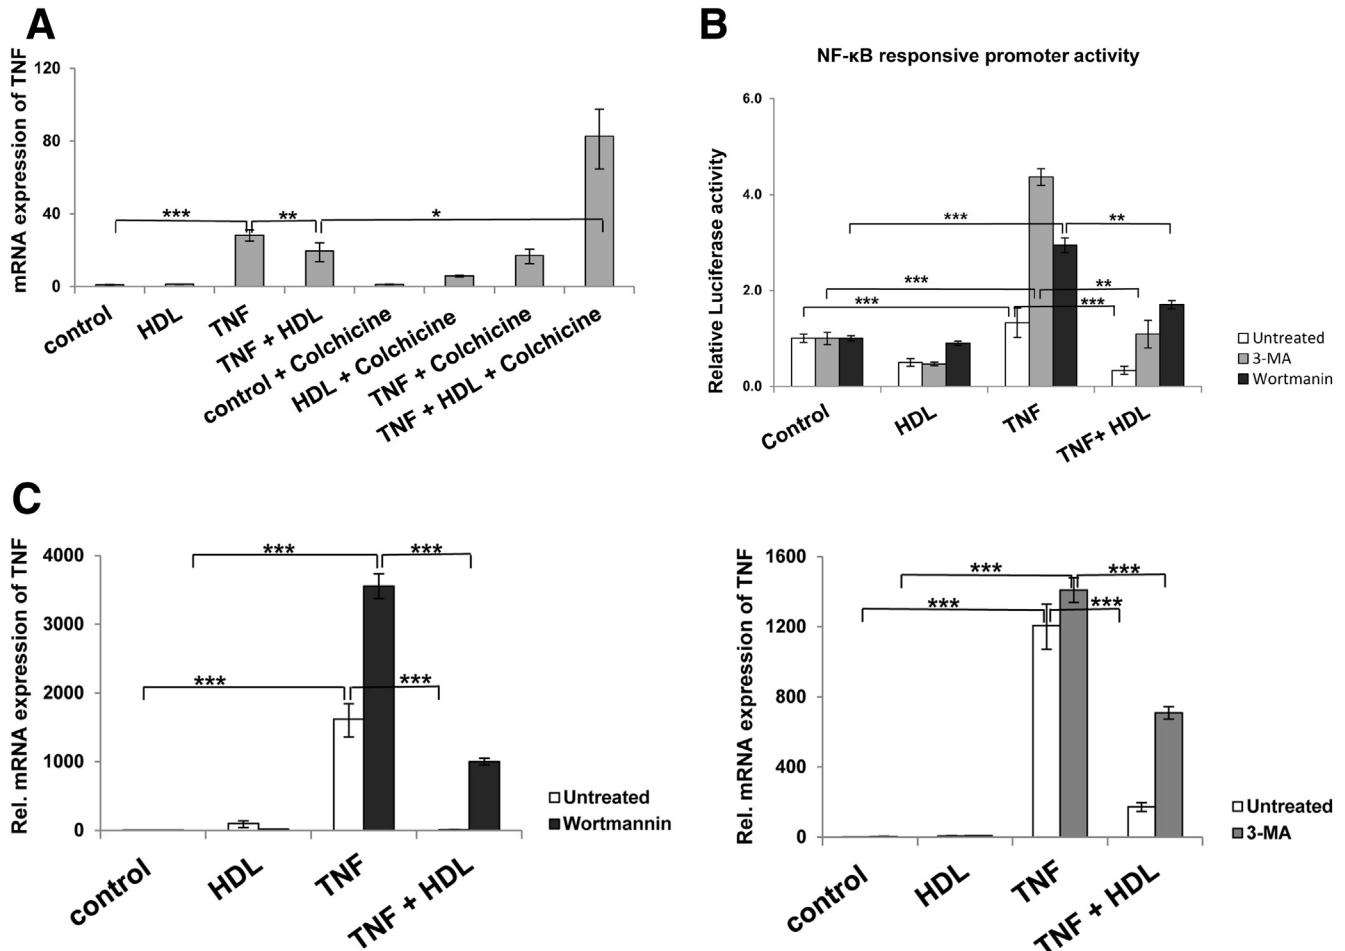 A
mRNA expression of TNF
120
80
40
0
***
**
*
control
HDL
TNF
TNF + HDL
control + Colchicine
HDL + Colchicine
TNF + Colchicine
TNF + HDL + Colchicine
B
NF-κB responsive promoter activity
Relative Luciferase activity
6.0
4.0
2.0
0.0
***
**
***
**
***
***
Control
HDL
TNF
TNF+ HDL
Untreated
3-MA
Wortmanin
C
Rel. mRNA expression of TNF
4000
3000
2000
1000
0
***
***
***
***
control
HDL
TNF
TNF + HDL
Untreated
Wortmannin
Rel. mRNA expression of TNF
1600
1200
800
400
0
***
***
***
***
control
HDL
TNF
TNF + HDL
Untreated
3-MA